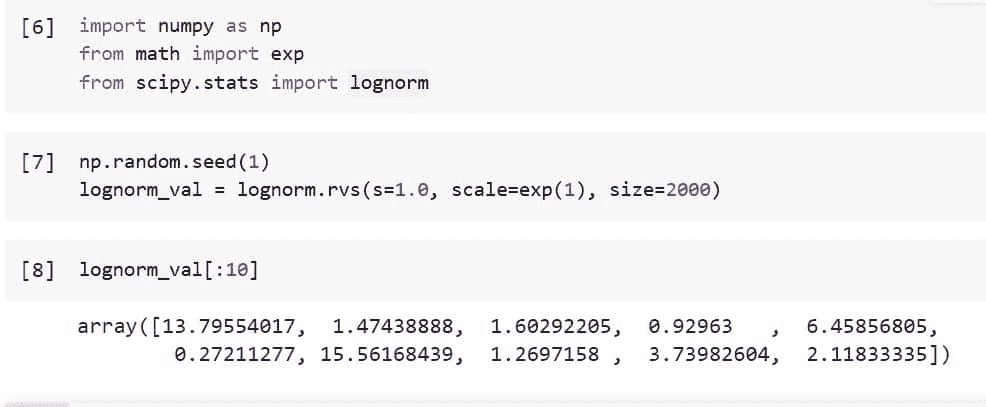 [6] import numpy as np
from math import exp
from scipy.stats import lognorm
[7] np.random.seed(1)
lognorm_val = lognorm.rvs(s=1.0, scale=exp(1), size=2000)
[8] lognorm_val[:10]
array([13.79554017,  1.47438888,  1.60292205,  0.92963   ,  6.45856805,
        0.27211277, 15.56168439,  1.2697158 ,  3.73982604,  2.11833335])